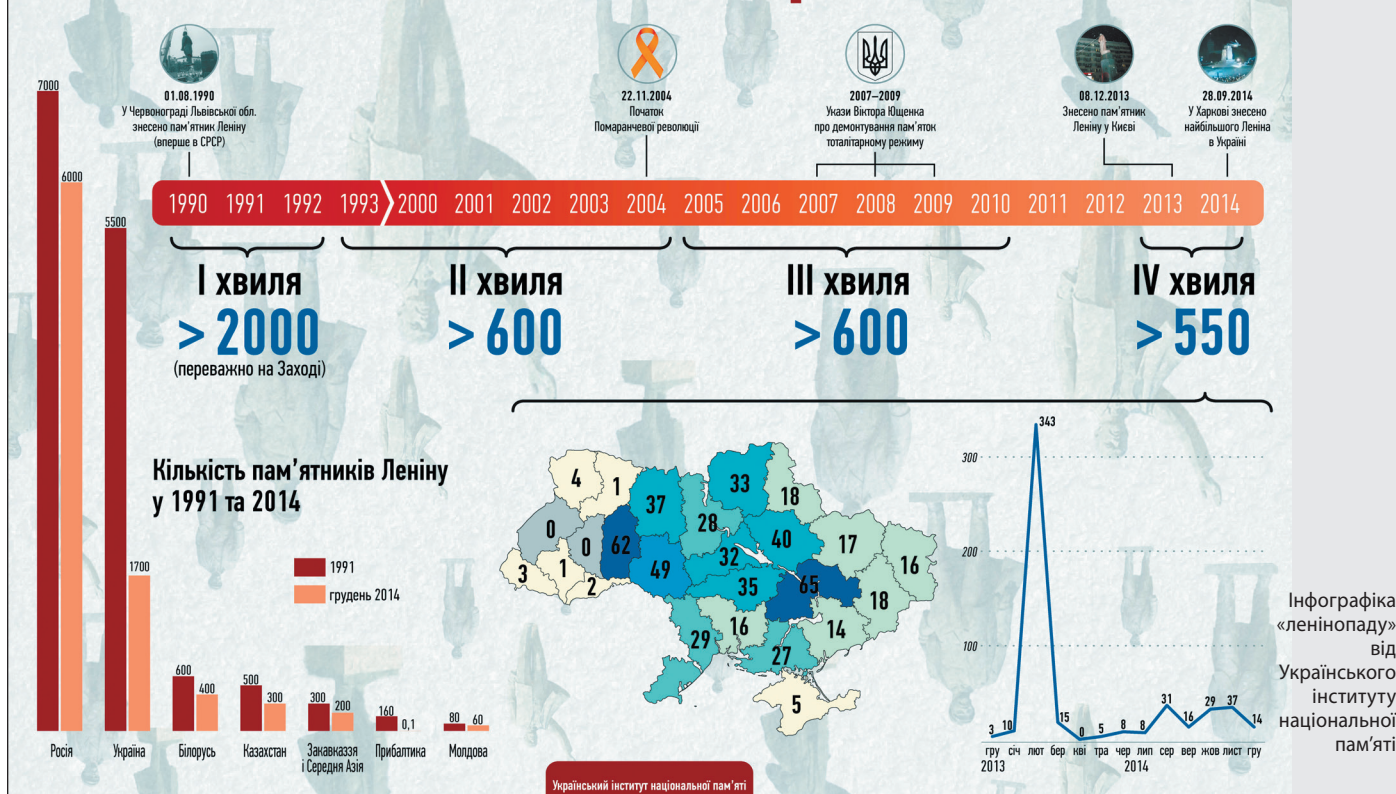 01.08.1990
У Червонограді Львівської обл.
знесено пам’ятник Леніну
(вперше в СРСР)
22.11.2004
Початок
Помаранчевої революції
2007–2009
Укази Віктора Ющенка
про демонтування пам’яток
тоталітарному режиму
08.12.2013
Знесено пам’ятник
Леніну у Києві
28.09.2014
У Харкові знесено
найбільшого Леніна
в Україні
1990 1991 1992 1993 2000 2001 2002 2003 2004 2005 2006 2007 2008 2009 2010 2011 2012 2013 2014
I хвиля
> 2000
(переважно на Заході)
II хвиля
> 600
III хвиля
> 600
IV хвиля
> 550
Кількість пам’ятників Леніну
у 1991 та 2014
1991
грудень 2014
7000
6000
5500
1700
600
400
500
300
300
200
160
0,1
80
60
Росія
Україна
Білорусь
Казахстан
Закавказзя
і Середня Азія
Прибалтика
Молдова
4
1
37
33
18
0
0
62
28
40
17
16
3
1
2
49
32
35
65
18
29
16
14
27
5
300
200
100
343
3
10
15
0
5
8
8
31
16
29
37
14
гру січ лют бер кві тра чер лип сер вер жов лист гру
2013 2014
Український інститут національної пам’яті
Інфографіка
«ленінопаду»
від
Українського
інституту
національної
пам’яті